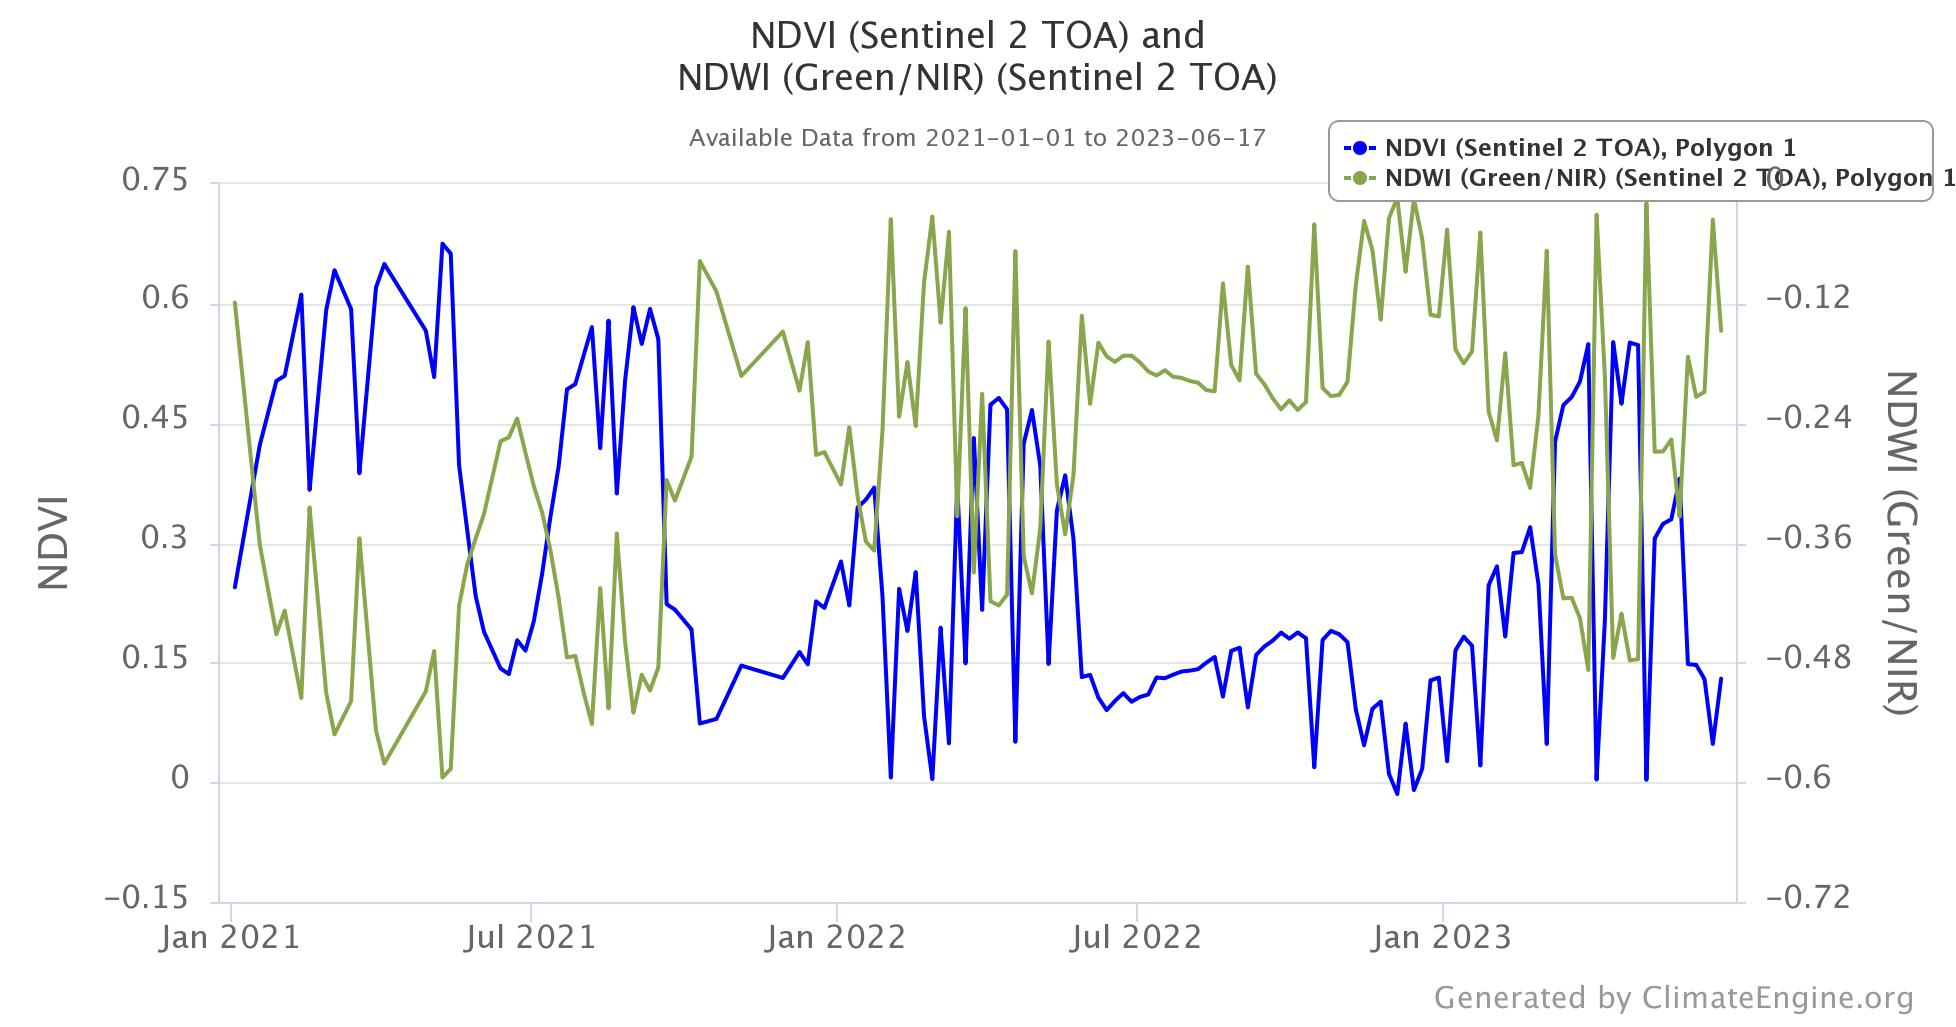 NDVI (Sentinel 2 TOA) and
NDWI (Green/NIR) (Sentinel 2 TOA)
Available Data from 2021-01-01 to 2023-06-17
NDVI (Sentinel 2 TOA), Polygon 1
NDWI (Green/NIR) (Sentinel 2 TOA), Polygon 1
0.75
0.6
0.45
0.3
0.15
0
-0.15
NDVI
0
-0.12
-0.24
-0.36
-0.48
-0.6
-0.72
NDWI (Green/NIR)
Jan 2021
Jul 2021
Jan 2022
Jul 2022
Jan 2023
Generated by ClimateEngine.org